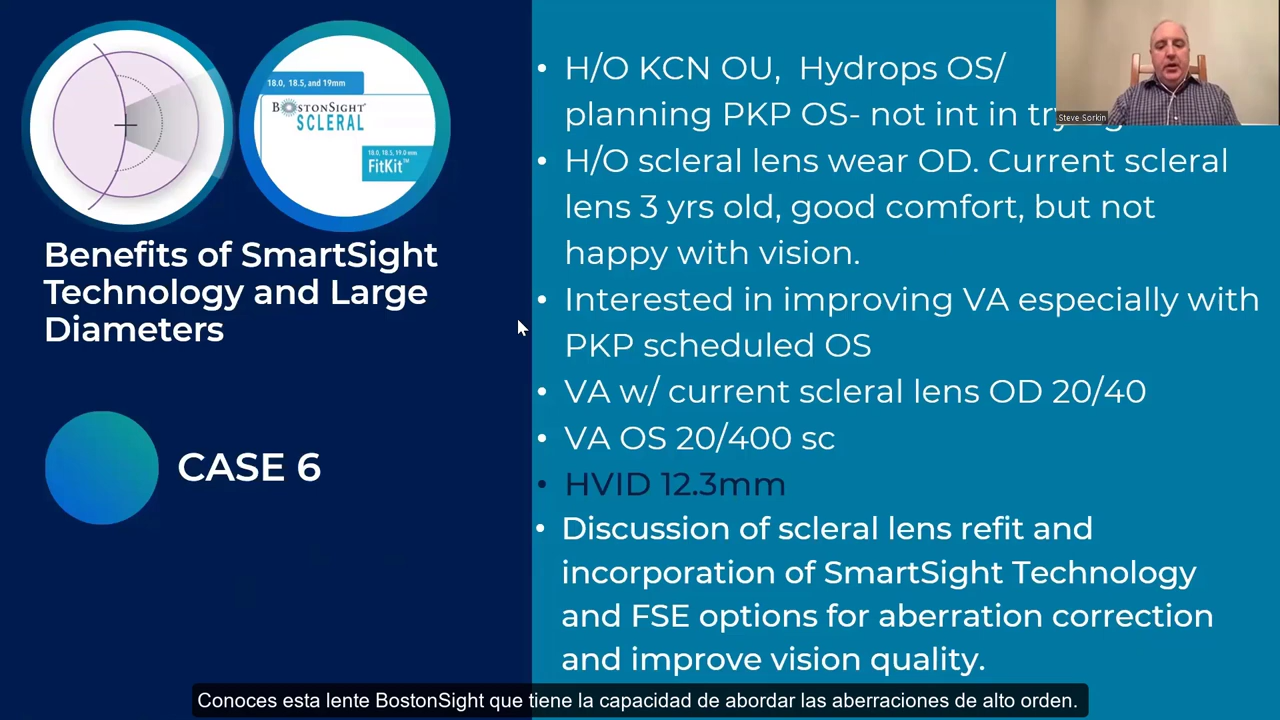 18.0, 18.5, and 19mm
BOSTONSIGHT®
SCLERAL
18.0, 18.5, 19.0 mm
FitKit™
Benefits of SmartSight
Technology and Large
Diameters
CASE 6
• H/O KCN OU, Hydrops OS/
planning PKP OS- not int in
• H/O scleral lens wear OD. Current scleral
lens 3 yrs old, good comfort, but not
happy with vision.
• Interested in improving VA especially with
PKP scheduled OS
• VA w/ current scleral lens OD 20/40
• VA OS 20/400 sc
• HVID 12.3mm
• Discussion of scleral lens refit and
incorporation of SmartSight Technology
and FSE options for aberration correction
and improve vision quality.
Steve Sorkin
Conoces esta lente BostonSight que tiene la capacidad de abordar las aberraciones de alto orden.